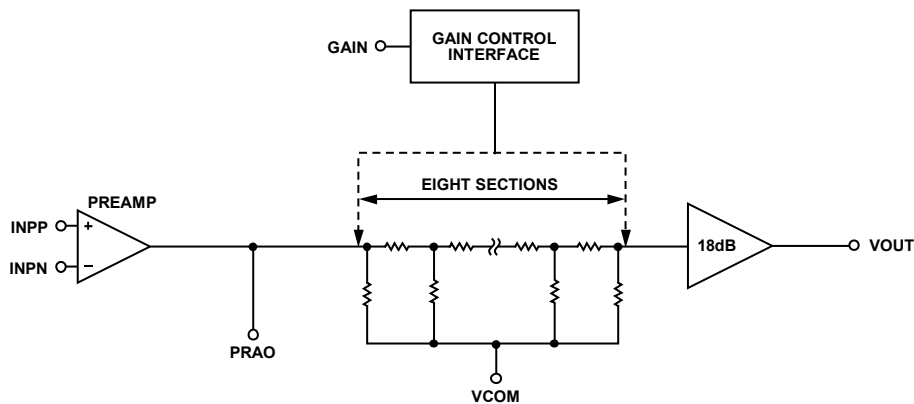 GAIN CONTROL
INTERFACE
GAIN
EIGHT SECTIONS
PREAMP
INPP
+
INPN
−
18dB
VOUT
PRAO
VCOM